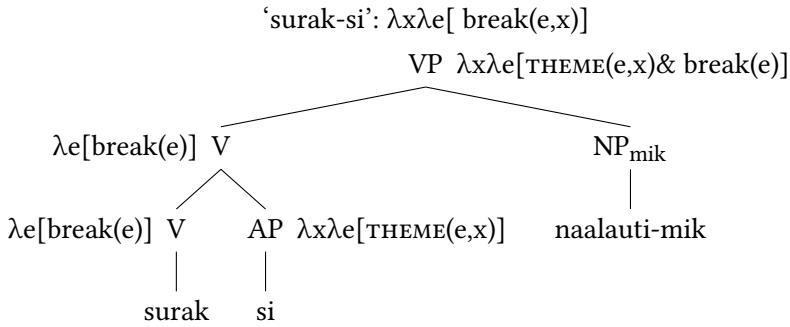 ‘surak-si’: λxλe[ break(e,x)]
VP λxλe[THEME(e,x)& break(e)]
λe[break(e)] V NPmik
λe[break(e)] V AP λxλe[THEME(e,x)] naalauti-mik
surak si